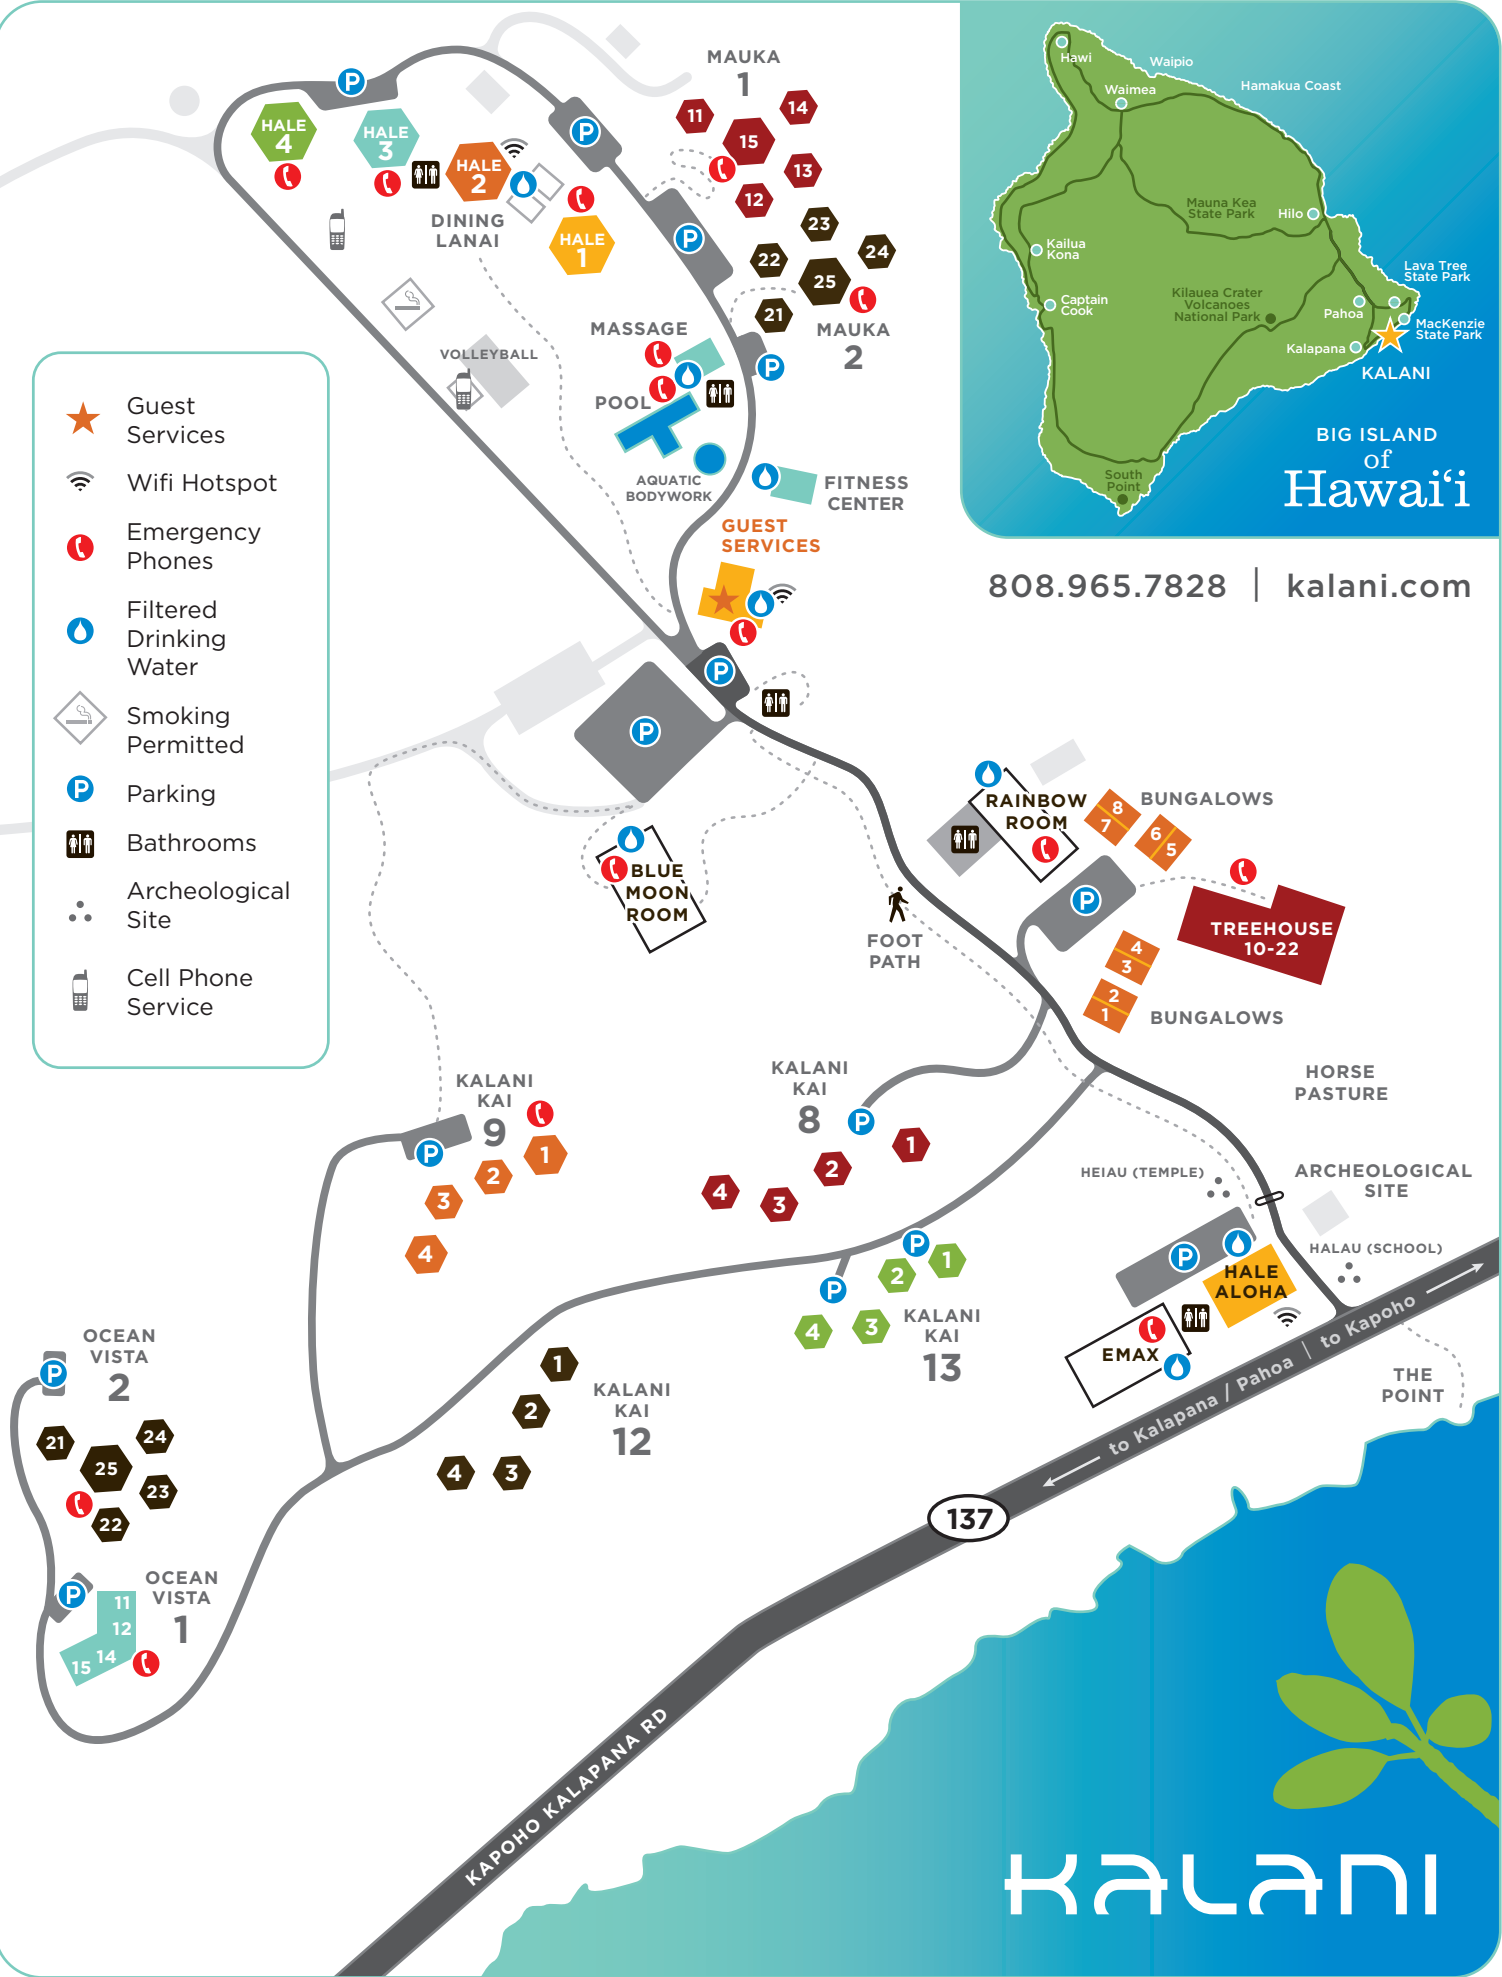 MAUKA
1
11
14
15
13
12
P
P
HALE
4
HALE
3
HALE
2
HALE
1
DINING
LANAI
P
23
22
24
25
21
MAUKA
2
MASSAGE
P
VOLLEYBALL
POOL
AQUATIC
BODYWORK
FITNESS
CENTER
GUEST
SERVICES
P
P
Hawi
Waipio
Waimea
Hamakua Coast
Mauna Kea
State Park
Hilo
Kailua
Kona
Lava Tree
State Park
Captain
Cook
Kilauea Crater
Volcanoes
National Park
Pahoa
MacKenzie
State Park
Kalapana
KALANI
South
Point
BIG ISLAND
of
Hawai‘i
808.965.7828 | kalani.com
Guest
Services
Wifi Hotspot
Emergency
Phones
Filtered
Drinking
Water
Smoking
Permitted
P
Parking
Bathrooms
Archeological
Site
Cell Phone
Service
RAINBOW
ROOM
8
7
BUNGALOWS
6
5
BLUE
MOON
ROOM
P
TREEHOUSE
10-22
FOOT
PATH
4
3
2
1
BUNGALOWS
HORSE
PASTURE
KALANI
KAI
9
P
1
2
3
4
KALANI
KAI
8
P
1
2
3
4
HEIAU (TEMPLE)
ARCHEOLOGICAL
SITE
HALAU (SCHOOL)
P
HALE
ALOHA
EMAX
P
P
1
2
3
4
KALANI
KAI
13
THE
POINT
to Kalapana / Pahoa | to Kapoho
137
KAPOHO KALAPANA RD
1
2
3
4
KALANI
KAI
12
OCEAN
VISTA
2
P
21
24
25
23
22
OCEAN
VISTA
1
P
11
12
14
15
KALANI